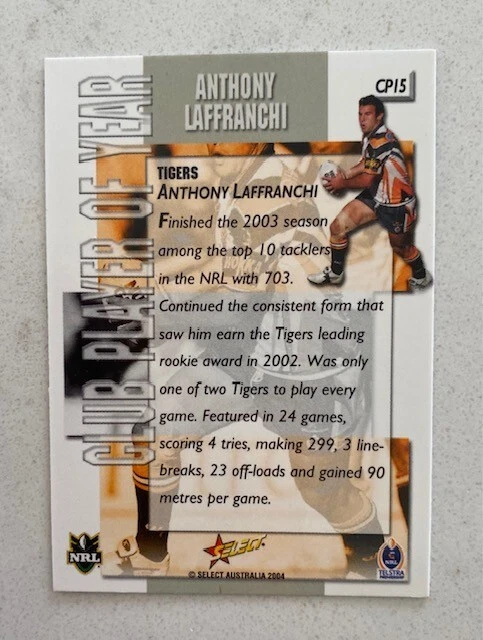 ANTHONY
LAFFRANCHI
CP15
CLUB PLAYER OF YEAR
TIGERS
ANTHONY LAFFRANCHI
Finished the 2003 season
among the top 10 tacklers
in the NRL with 703.
Continued the consistent form that
saw him earn the Tigers leading
rookie award in 2002. Was only
one of two Tigers to play every
game. Featured in 24 games,
scoring 4 tries, making 299, 3 line-
breaks, 23 off-loads and gained 90
metres per game.
NRL
SELECT
© SELECT AUSTRALIA 2004
NRL
TELSTRA